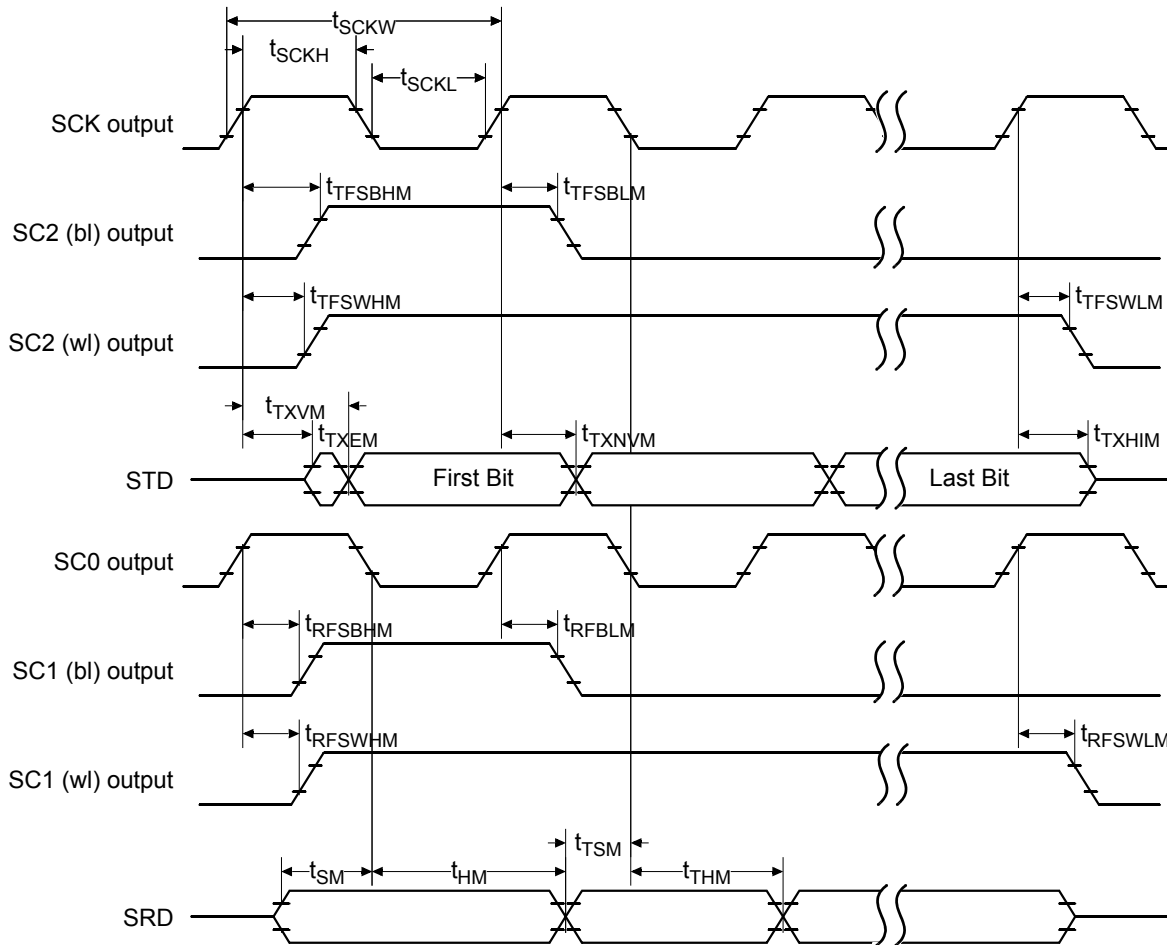 tSCKW
tSCKH
tSCKL
SCK output
tTFSBHM
tTFSBLM
SC2 (bl) output
tTFSWHM
tTFSWLM
SC2 (wl) output
tTXVM
tTXEM
tTXNVM
tTXHIM
STD
First Bit
Last Bit
SC0 output
tRFSBHM
tRFBLM
SC1 (bl) output
tRFSWHM
tRFSWLM
SC1 (wl) output
tTSM
tSM
tHM
tTHM
SRD